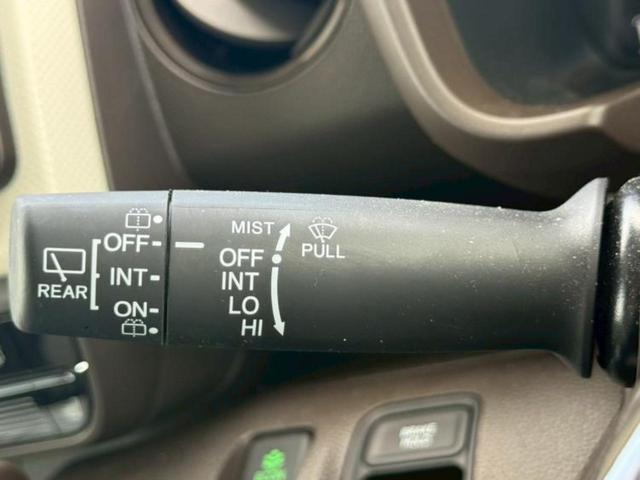 REAR
OFF
INT
ON
MIST
OFF
INT
LO
HI
PULL